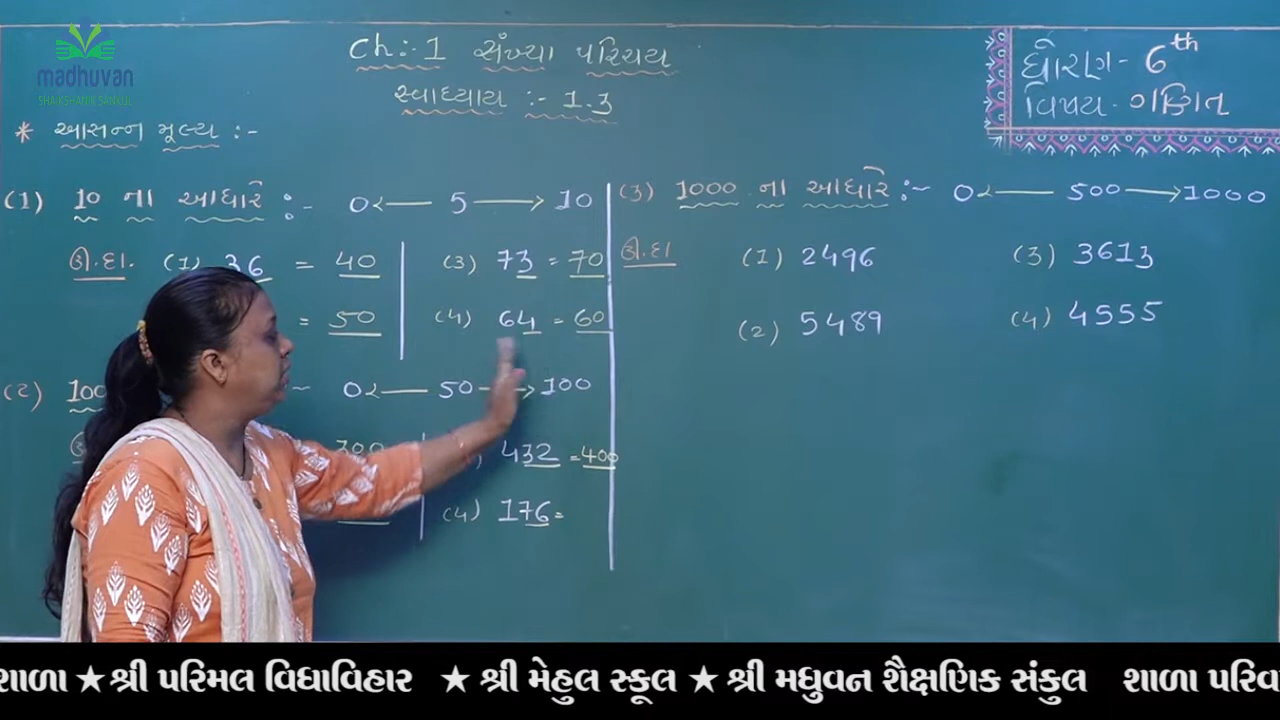 madhuvan
SHAIKSHANIK SANKUL
Ch:- 1 સંખ્યા પરિચય
સ્વાધ્યાય :- 1.3
ધોરણ - 6th
વિષય - ગણિત
* આસન્ન મૂલ્ય :-
(1) 10 ના આધારે :- 0 ← 5 → 10
ઊ.દા. (1) 36 = 40
(3) 73 = 70
= 50
(4) 64 = 60
(2) 100 - 0 ← 50 → 100
300
432 = 400
(4) 176 =
(3) 1000 ના આધારે :- 0 ← 500 → 1000
ઊ.દા (1) 2496 (3) 3613
(2) 5489 (4) 4555
શાળા ★ શ્રી પરિમલ વિધાવિહાર ★ શ્રી મેહુલ સ્કૂલ ★ શ્રી મધુવન શૈક્ષણિક સંકુલ શાળા પરિવા